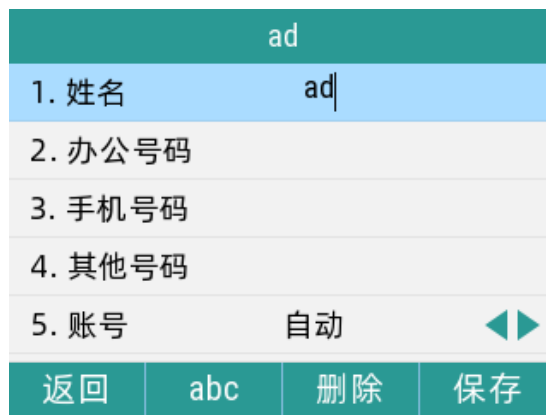 ad
1. 姓名 ad
2. 办公号码
3. 手机号码
4. 其他号码
5. 账号 自动
返回 abc 删除 保存